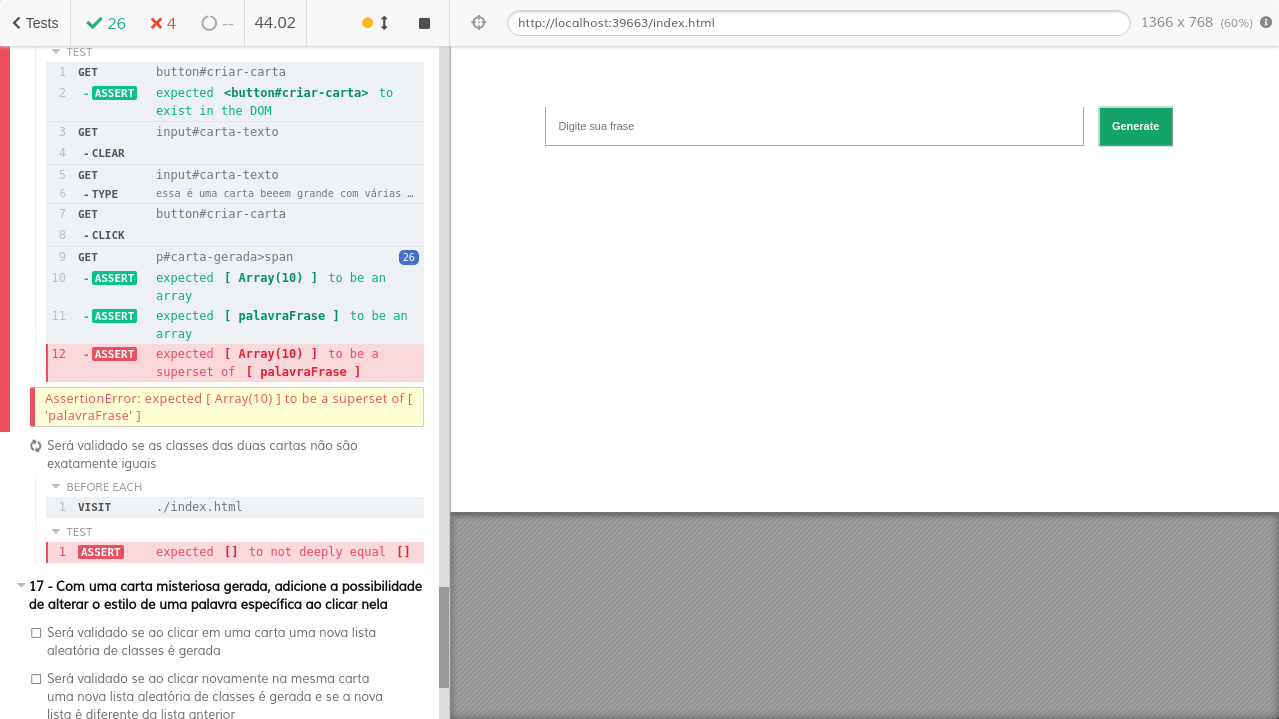 Tests 26 4 -- 44.02 http://localhost:39663/index.html 1366 x 768 (60%)
TEST
1 GET button#criar-carta
2 -ASSERT expected <button#criar-carta> to
exist in the DOM
3 GET input#carta-texto
4 -CLEAR
5 GET input#carta-texto
6 -TYPE essa é uma carta beeem grande com várias …
7 GET button#criar-carta
8 -CLICK
9 GET p#carta-gerada>span 26
10 -ASSERT expected [ Array(10) ] to be an
array
11 -ASSERT expected [ palavraFrase ] to be an
array
12 -ASSERT expected [ Array(10) ] to be a
superset of [ palavraFrase ]
AssertionError: expected [ Array(10) ] to be a superset of [
'palavraFrase' ]
Será validado se as classes das duas cartas não são
exatamente iguais
BEFORE EACH
1 VISIT ./index.html
TEST
1 ASSERT expected [] to not deeply equal []
17 - Com uma carta misteriosa gerada, adicione a possibilidade
de alterar o estilo de uma palavra específica ao clicar nela
Será validado se ao clicar em uma carta uma nova lista
aleatória de classes é gerada
Será validado se ao clicar novamente na mesma carta
uma nova lista aleatória de classes é gerada e se a nova
lista é diferente da lista anterior
Digite sua frase
Generate